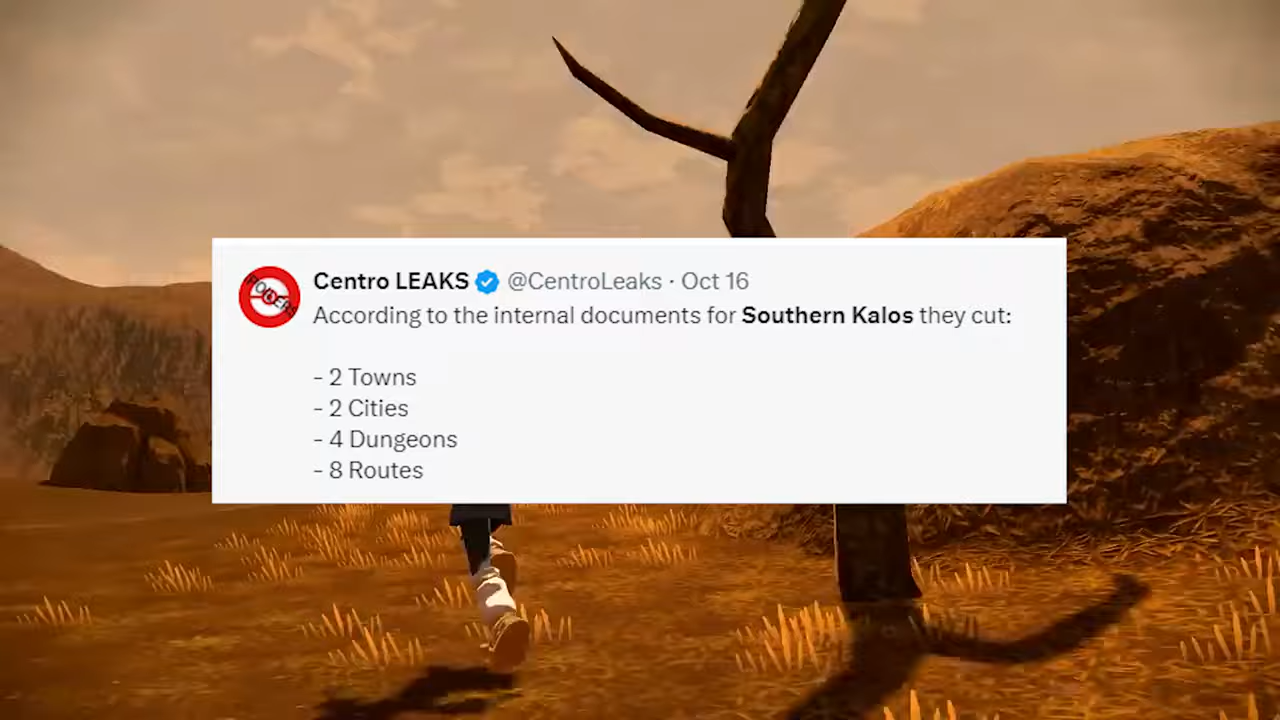 Centro LEAKS @CentroLeaks · Oct 16
According to the internal documents for Southern Kalos they cut:
- 2 Towns
- 2 Cities
- 4 Dungeons
- 8 Routes